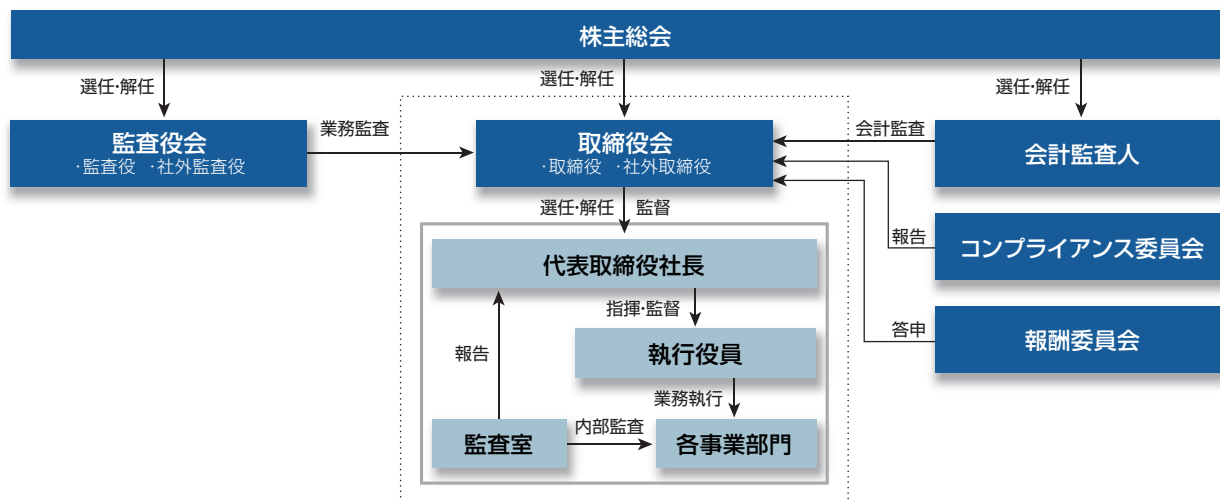 株主総会
選任・解任
選任・解任
選任・解任
監査役会
・監査役 ・社外監査役
業務監査
取締役会
・取締役 ・社外取締役
会計監査
会計監査人
選任・解任 監督
報告
コンプライアンス委員会
代表取締役社長
指揮・監督
答申
報酬委員会
執行役員
報告
業務執行
監査室
内部監査
各事業部門